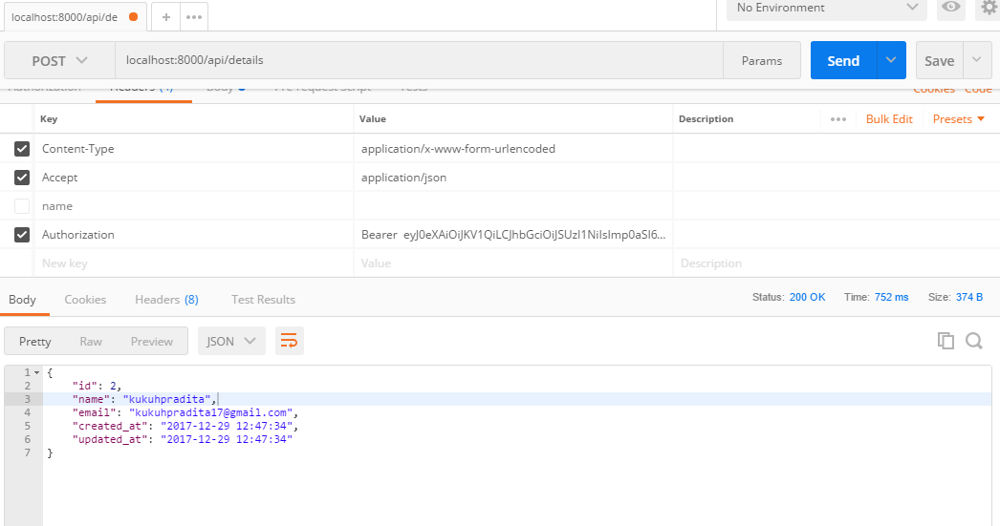 localhost:8000/api/de
+ •••
No Environment
POST localhost:8000/api/details Params Send Save
Authorization Headers (4) Body Pre-request Script Tests Cookies Code
Key Value Description ••• Bulk Edit Presets
Content-Type application/x-www-form-urlencoded
Accept application/json
name
Authorization Bearer eyJ0eXAiOiJKV1QiLCJhbGciOiJSUzI1NiIsImp0aSI6...
New key Value Description
Body Cookies Headers (8) Test Results Status: 200 OK Time: 752 ms Size: 374 B
Pretty Raw Preview JSON
1 {
2 "id": 2,
3 "name": "kukuhpradita",
4 "email": "kukuhpradita17@gmail.com",
5 "created_at": "2017-12-29 12:47:34",
6 "updated_at": "2017-12-29 12:47:34"
7 }